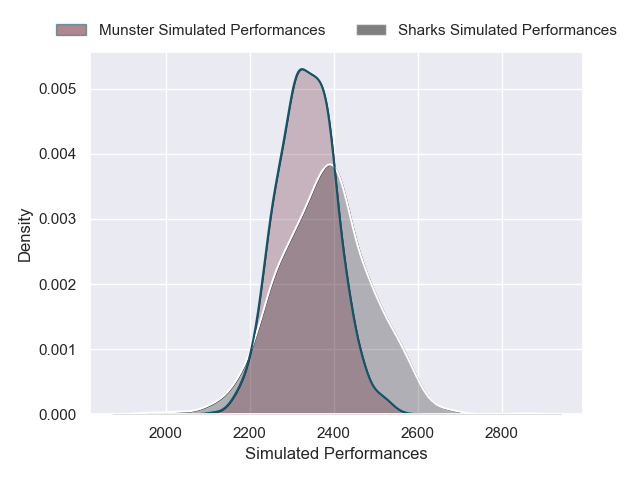 Munster Simulated Performances
Sharks Simulated Performances
0.005
0.004
0.003
0.002
0.001
0.000
Density
2000
2200
2400
2600
2800
Simulated Performances